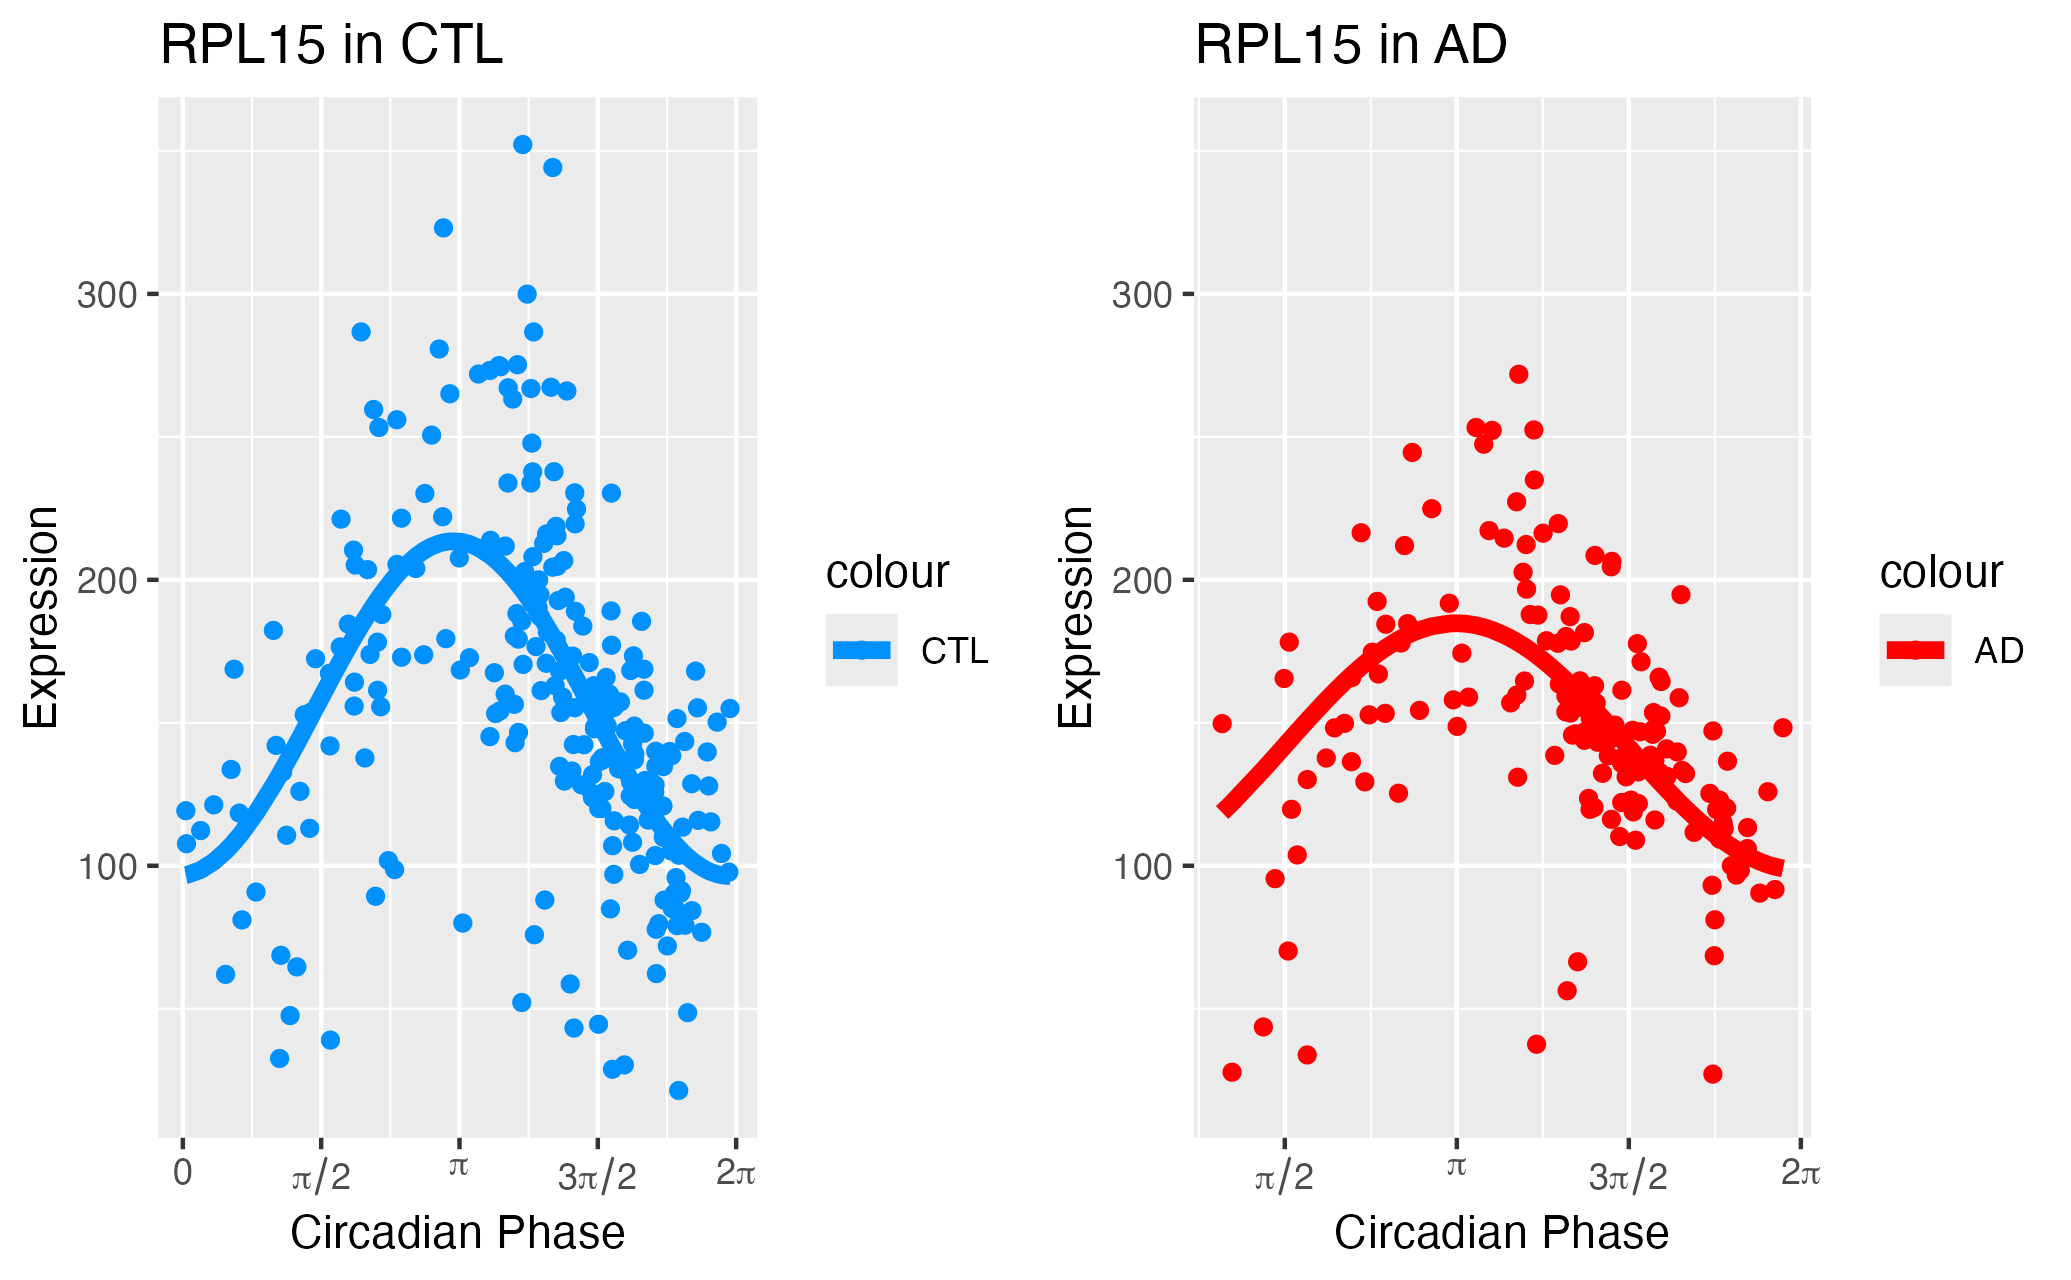 RPL15 in CTL
Expression
300
200
100
0
π/2
π
3π/2
2π
Circadian Phase
colour
CTL
RPL15 in AD
Expression
300
200
100
π/2
π
3π/2
2π
Circadian Phase
colour
AD